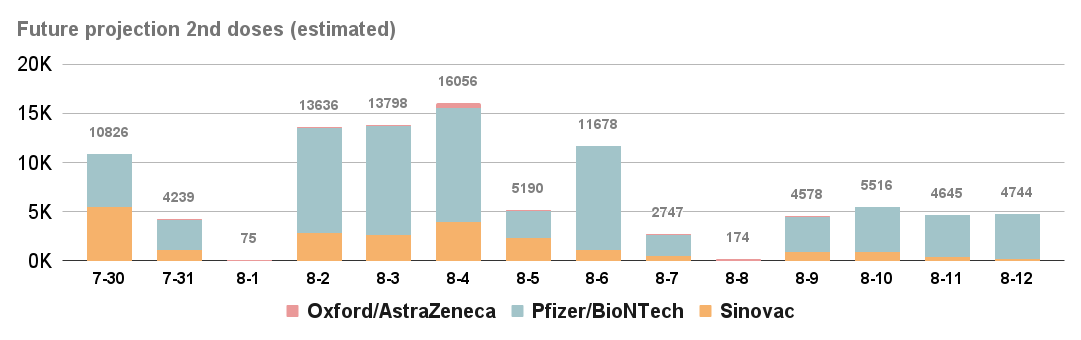 Future projection 2nd doses (estimated)
20K
16056
15K
13636
13798
11678
10826
10K
5190
5516
4239
4578
4645
4744
5K
2747
75
174
0K
7-30 7-31 8-1 8-2 8-3 8-4 8-5 8-6 8-7 8-8 8-9 8-10 8-11 8-12
Oxford/AstraZeneca Pfizer/BioNTech Sinovac